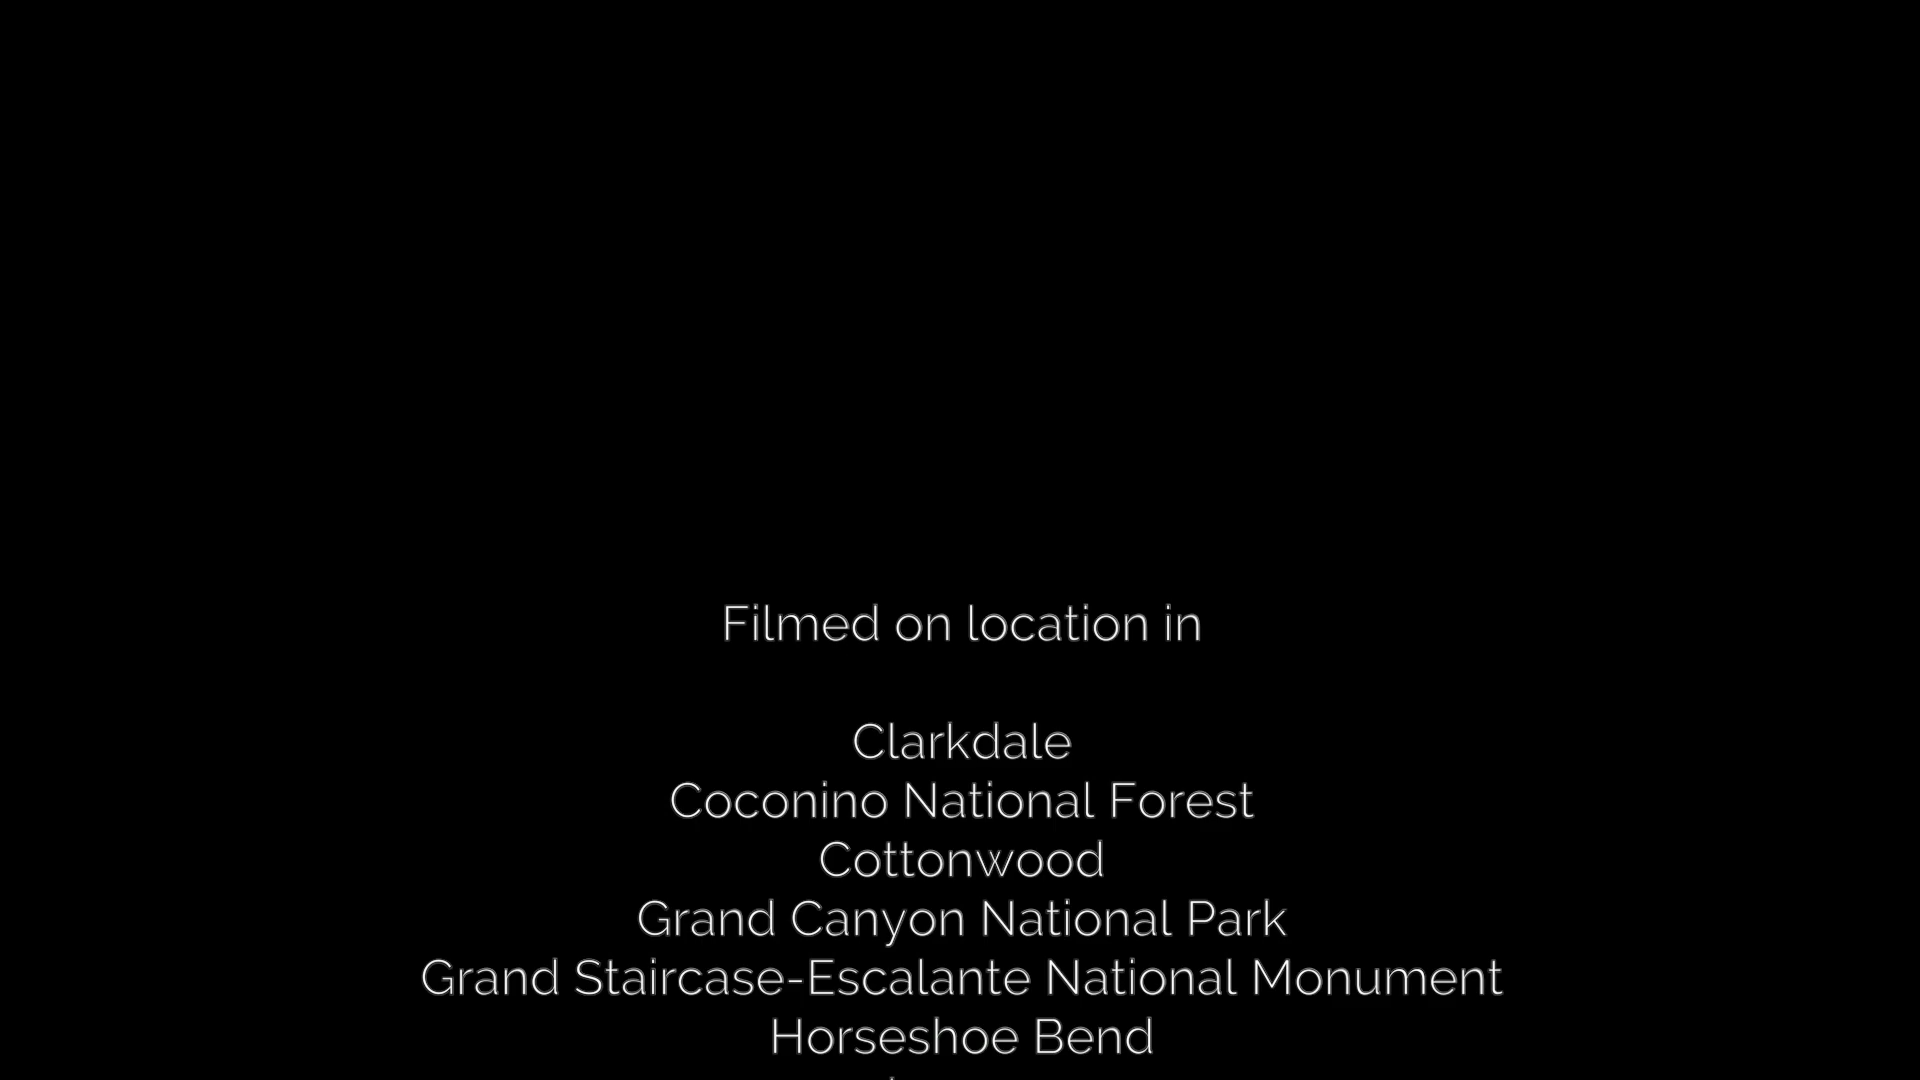 Filmed on location in
Clarkdale
Coconino National Forest
Cottonwood
Grand Canyon National Park
Grand Staircase-Escalante National Monument
Horseshoe Bend